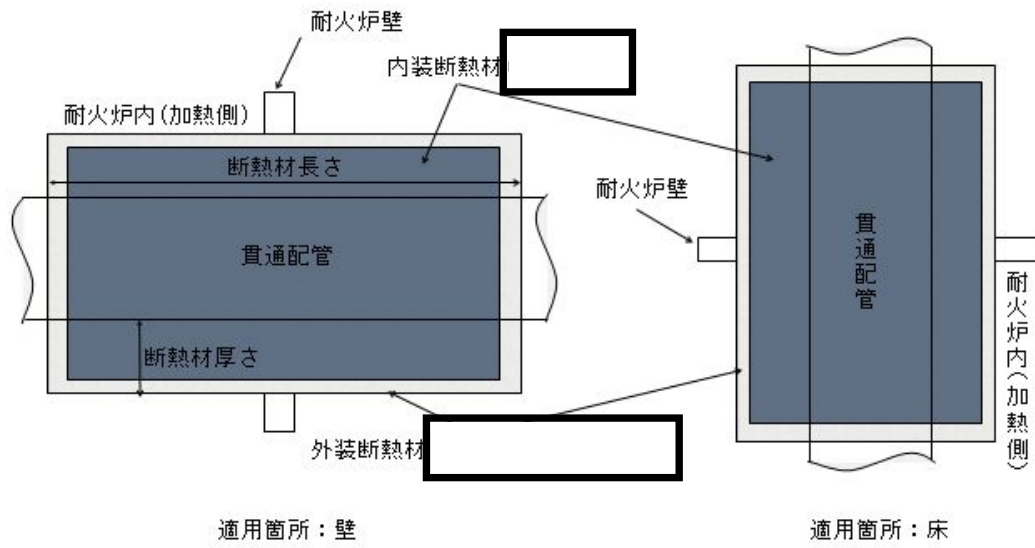 耐火炉壁
内装断熱材
耐火炉内(加熱側)
断熱材長さ
貫通配管
断熱材厚さ
外装断熱材
適用箇所:壁
耐火炉壁
貫通配管
耐火炉内(加熱側)
適用箇所:床